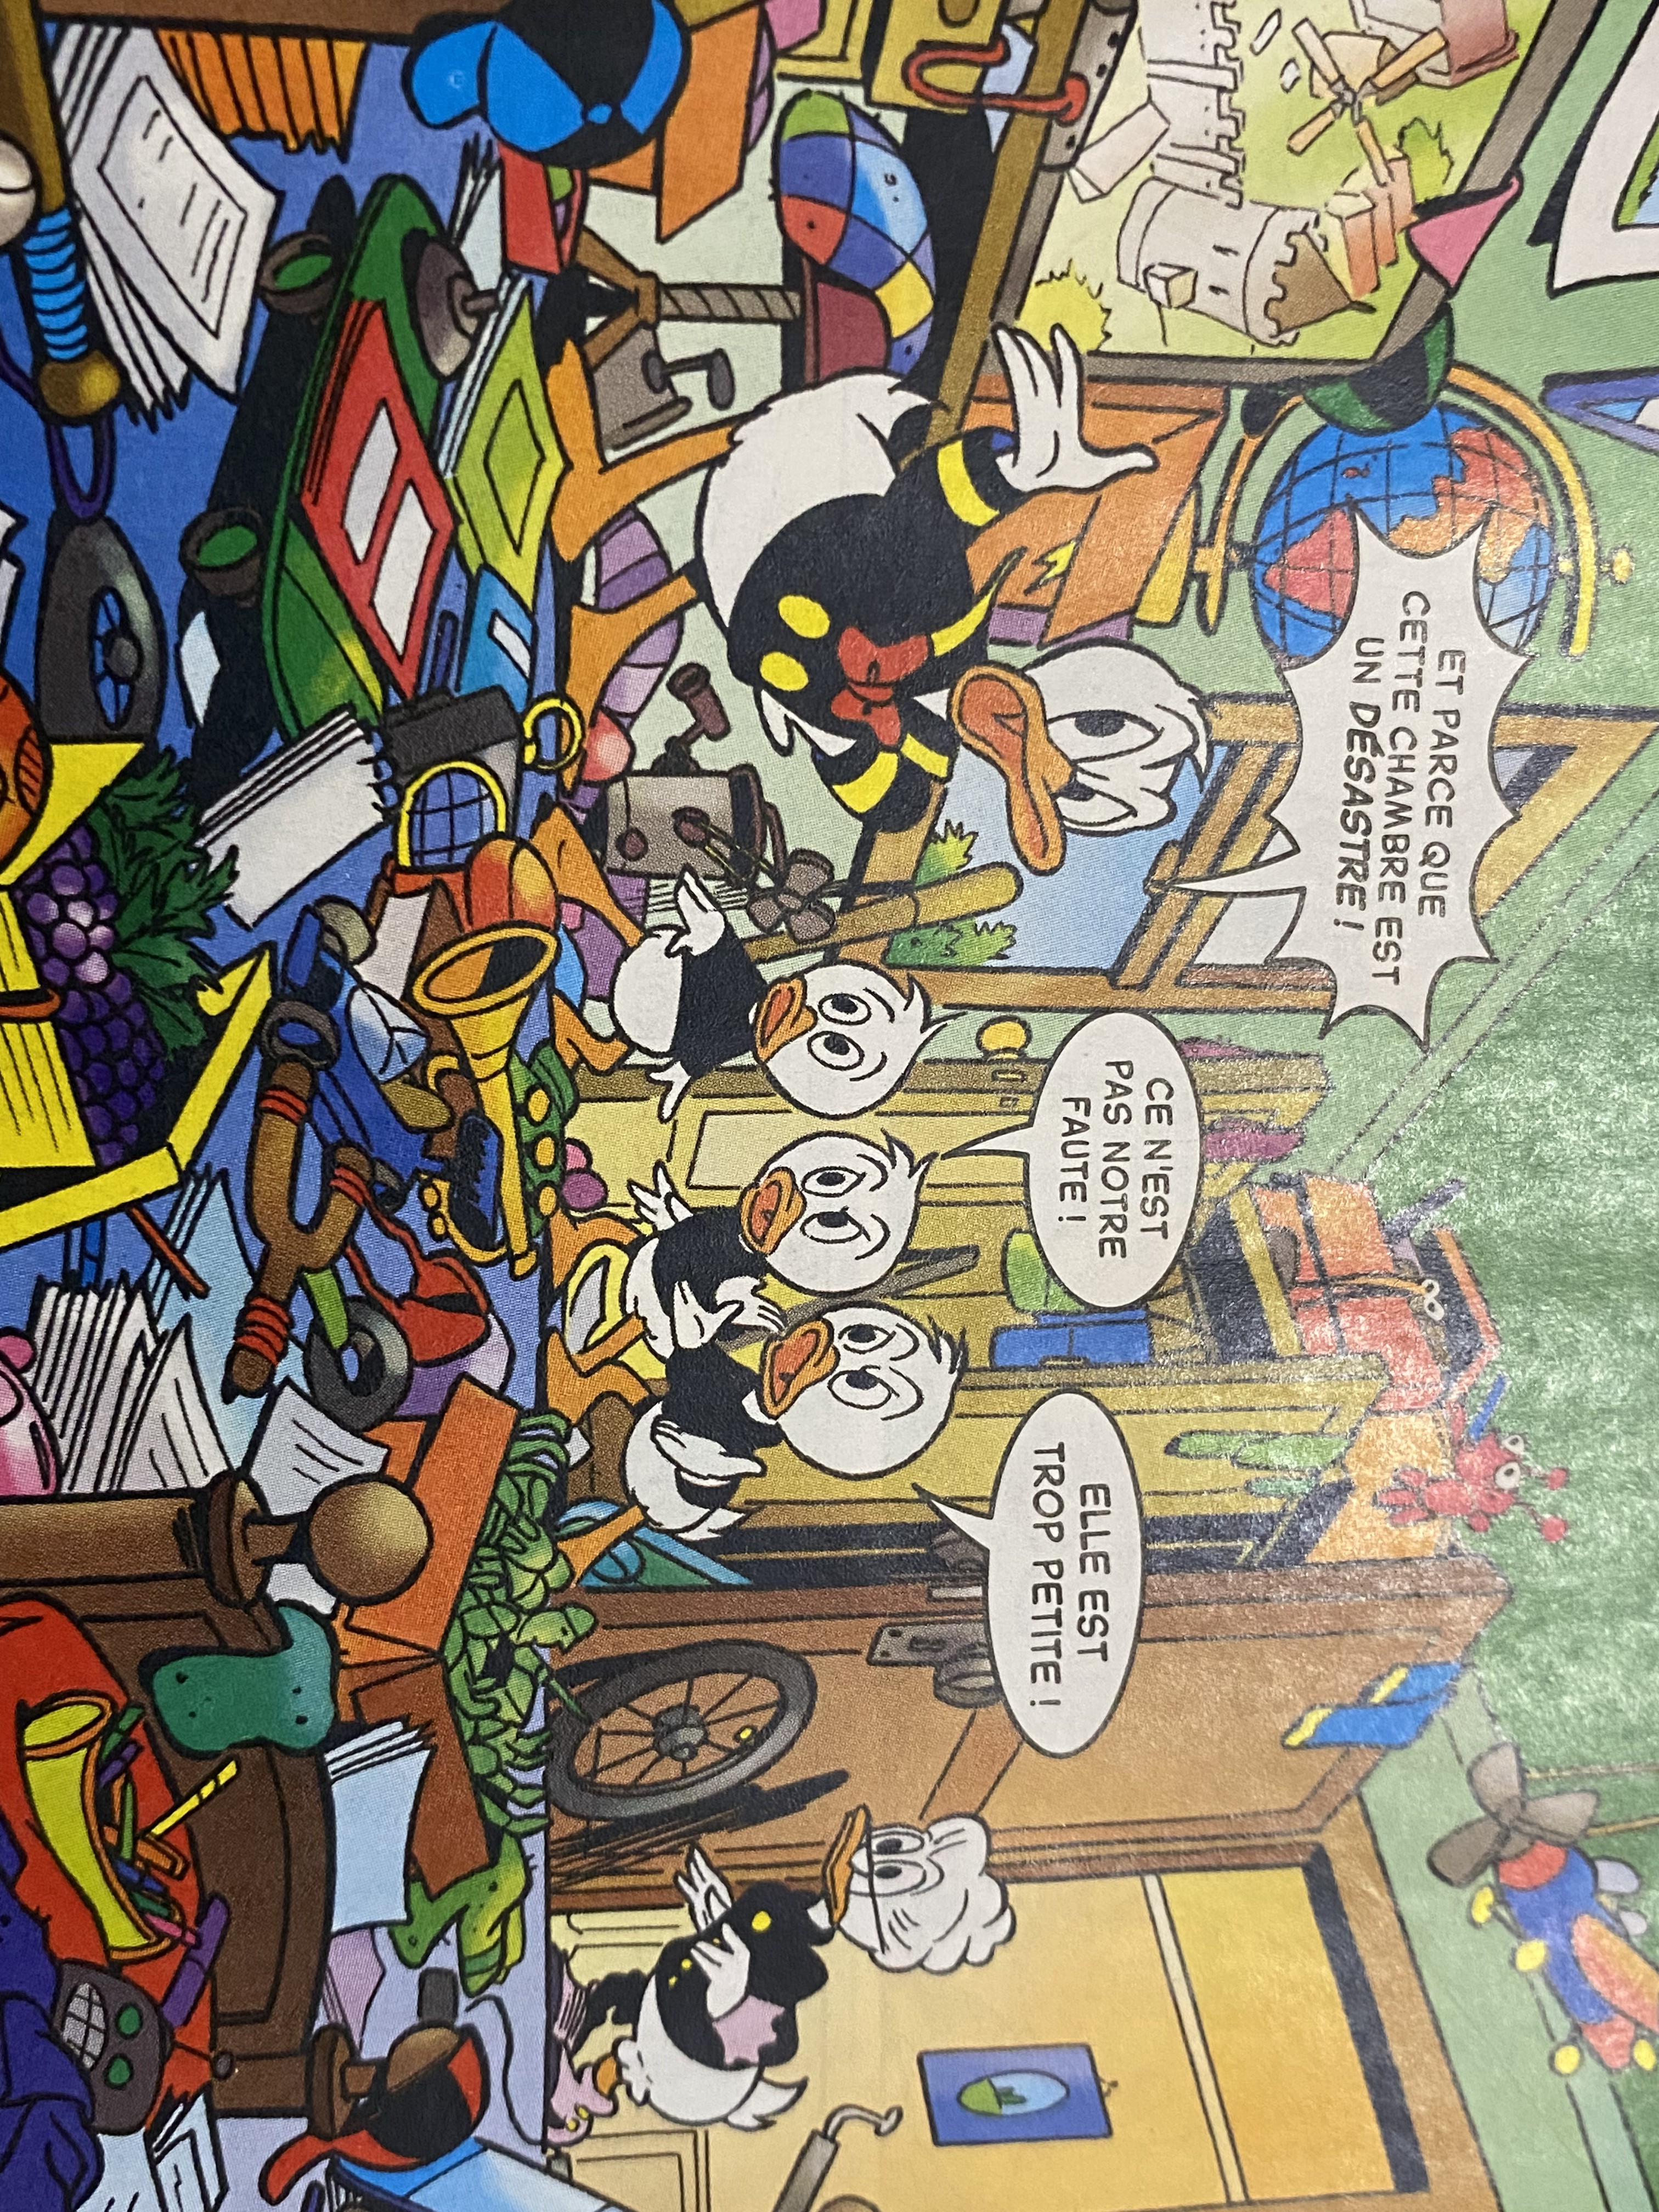 ET PARCE QUE
CETTE CHAMBRE EST
UN DÉSASTRE !
CE N'EST
PAS NOTRE
FAUTE !
ELLE EST
TROP PETITE !